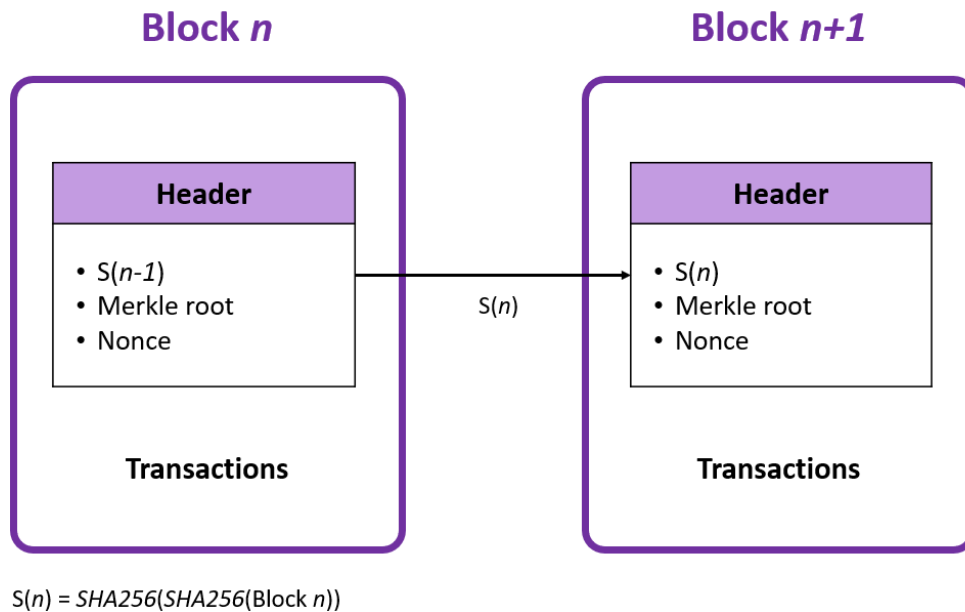 Block n
Block n+1
Header
• S(n-1)
• Merkle root
• Nonce
Transactions
S(n)
Header
• S(n)
• Merkle root
• Nonce
Transactions
S(n) = SHA256(SHA256(Block n))